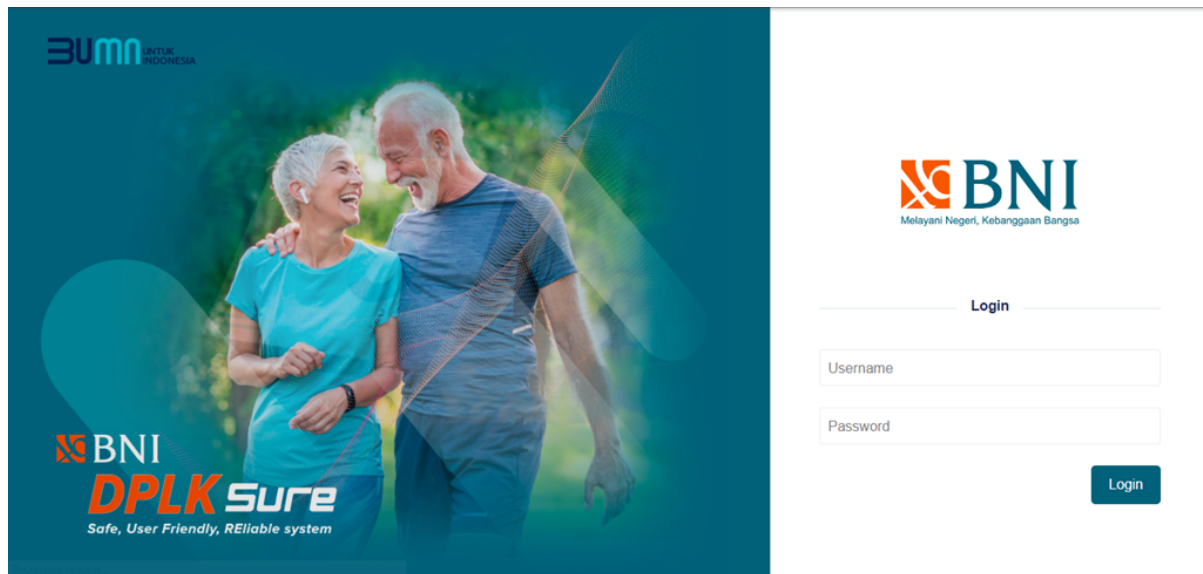 BUMN UNTUK
INDONESIA
BNI
DPLK Sure
Safe, User Friendly, REliable system
BNI
Melayani Negeri, Kebanggaan Bangsa
Login
Username
Password
Login